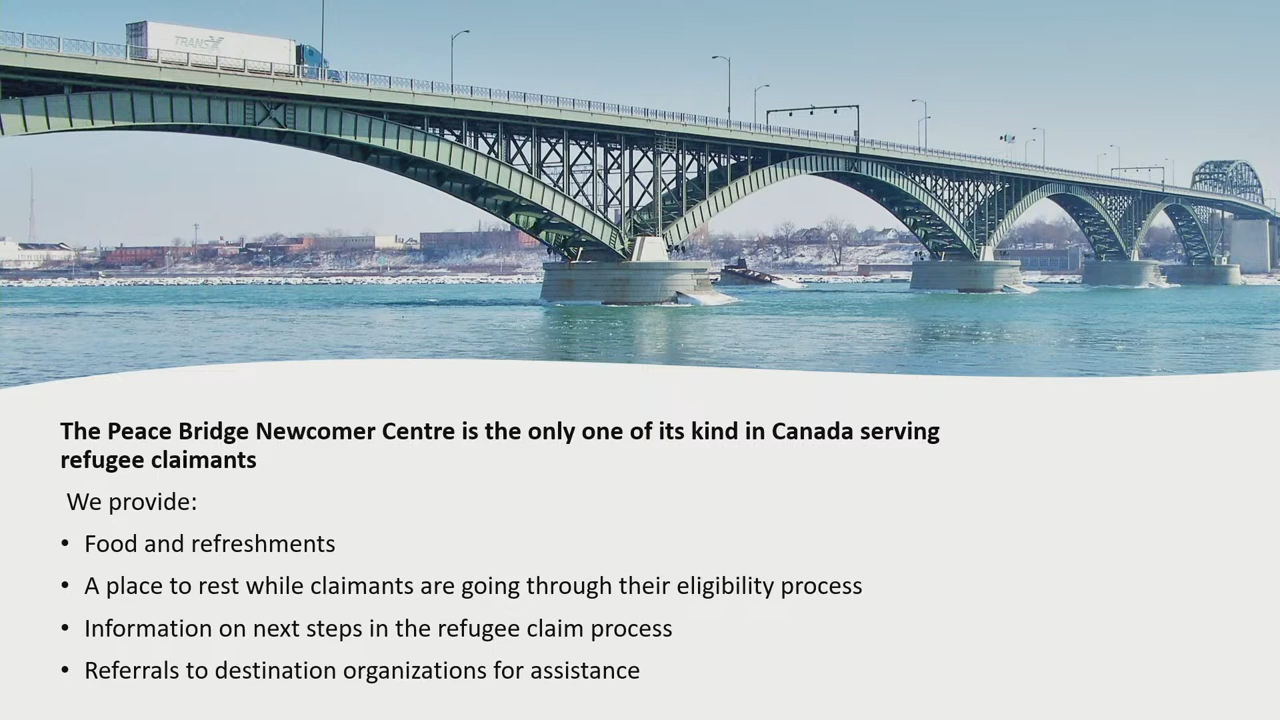 TRANSX
The Peace Bridge Newcomer Centre is the only one of its kind in Canada serving
refugee claimants
We provide:
• Food and refreshments
• A place to rest while claimants are going through their eligibility process
• Information on next steps in the refugee claim process
• Referrals to destination organizations for assistance